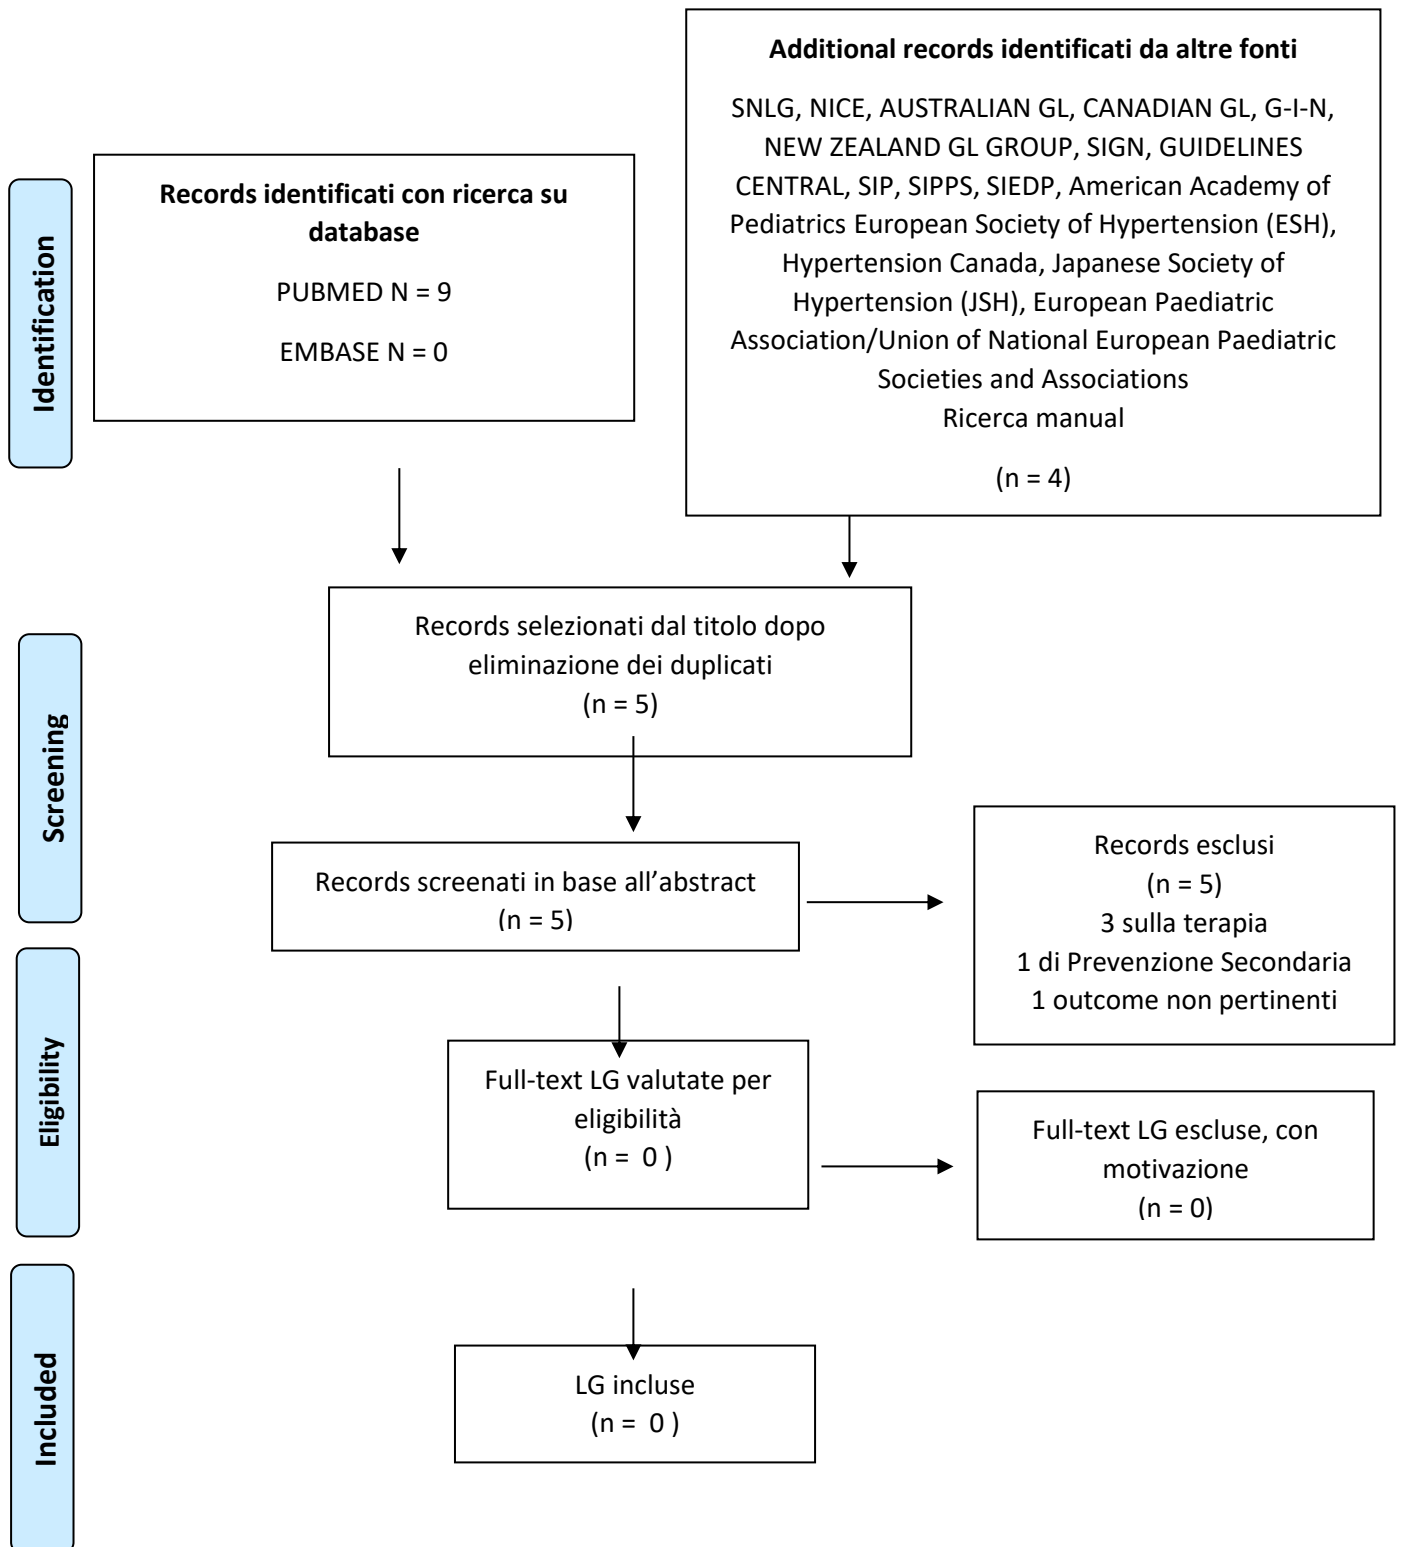 Identification
Records identificati con ricerca su
database
PUBMED N = 9
EMBASE N = 0
Additional records identificati da altre fonti
SNLG, NICE, AUSTRALIAN GL, CANADIAN GL, G-I-N,
NEW ZEALAND GL GROUP, SIGN, GUIDELINES
CENTRAL, SIP, SIPPS, SIEDP, American Academy of
Pediatrics European Society of Hypertension (ESH),
Hypertension Canada, Japanese Society of
Hypertension (JSH), European Paediatric
Association/Union of National European Paediatric
Societies and Associations
Ricerca manual
(n = 4)
Screening
Records selezionati dal titolo dopo
eliminazione dei duplicati
(n = 5)
Records screenati in base all’abstract
(n = 5)
Records esclusi
(n = 5)
3 sulla terapia
1 di Prevenzione Secondaria
1 outcome non pertinenti
Eligibility
Full-text LG valutate per
eligibilità
(n =  0 )
Full-text LG escluse, con
motivazione
(n = 0)
Included
LG incluse
(n =  0 )